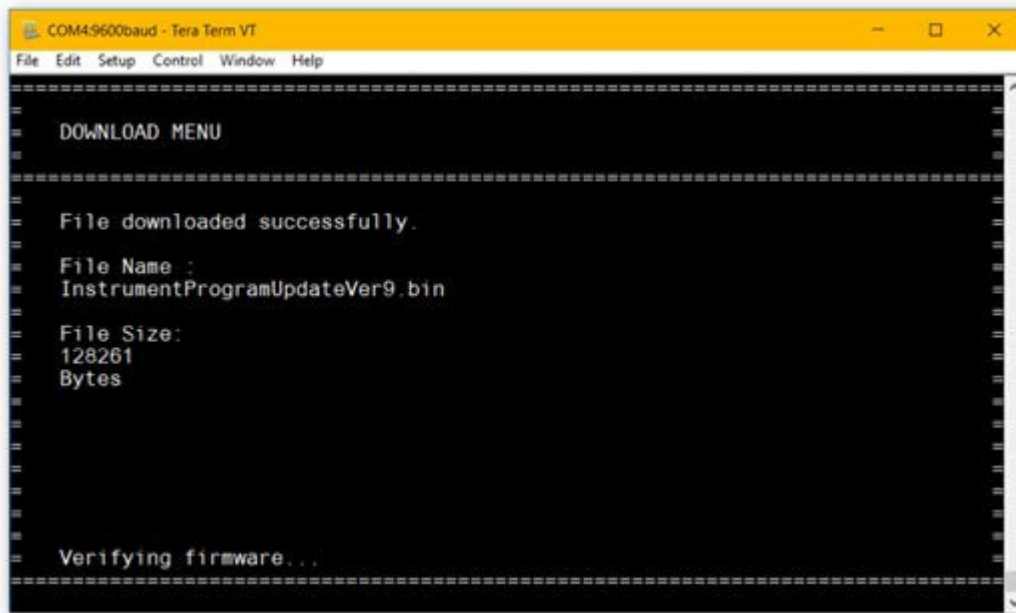 COM4:9600baud - Tera Term VT
File Edit Setup Control Window Help
================================================================================
= =
= DOWNLOAD MENU =
= =
================================================================================
= =
= File downloaded successfully. =
= =
= File Name : =
= InstrumentProgramUpdateVer9.bin =
= =
= File Size: =
= 128261 =
= Bytes =
= =
= =
= =
= =
= =
= =
= =
= Verifying firmware... =
================================================================================